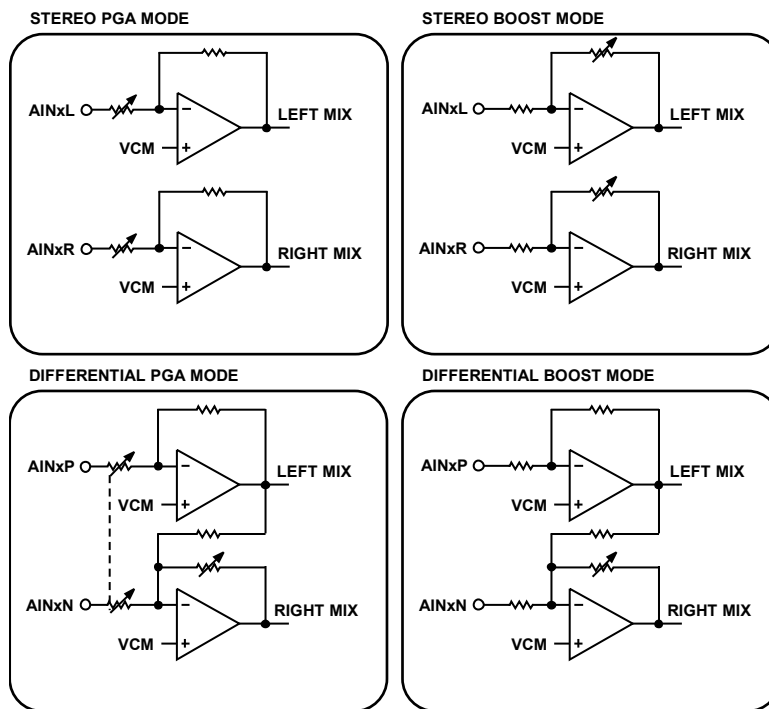 STEREO PGA MODE
AINxL
−
VCM
+
LEFT MIX
AINxR
−
VCM
+
RIGHT MIX
STEREO BOOST MODE
AINxL
−
VCM
+
LEFT MIX
AINxR
−
VCM
+
RIGHT MIX
DIFFERENTIAL PGA MODE
AINxP
−
VCM
+
LEFT MIX
AINxN
−
VCM
+
RIGHT MIX
DIFFERENTIAL BOOST MODE
AINxP
−
VCM
+
LEFT MIX
AINxN
−
VCM
+
RIGHT MIX